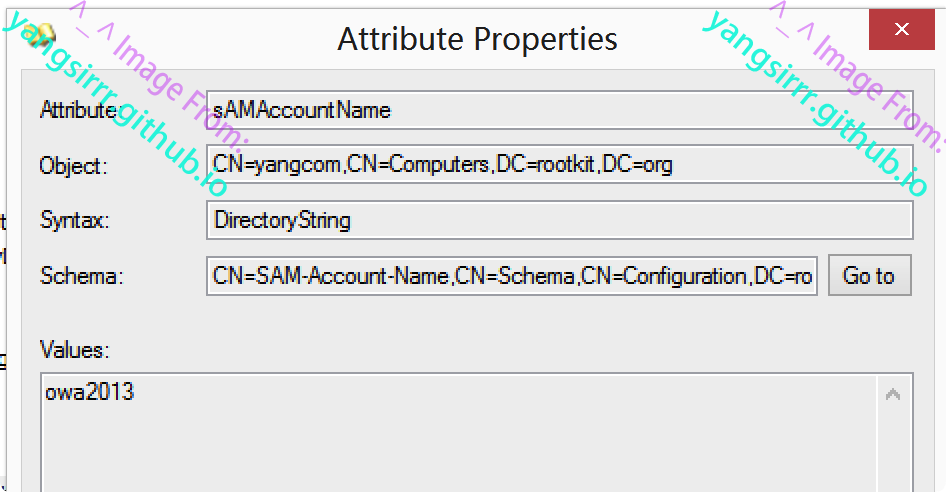 Attribute Properties
Attribute: sAMAccountName
Object: CN=yangcom,CN=Computers,DC=rootkit,DC=org
Syntax: DirectoryString
Schema: CN=SAM-Account-Name,CN=Schema,CN=Configuration,DC=ro Go to
Values:
owa2013
^_^ Image From:
yangsirrr.github.io
^_^ Image From:
yangsirrr.github.io